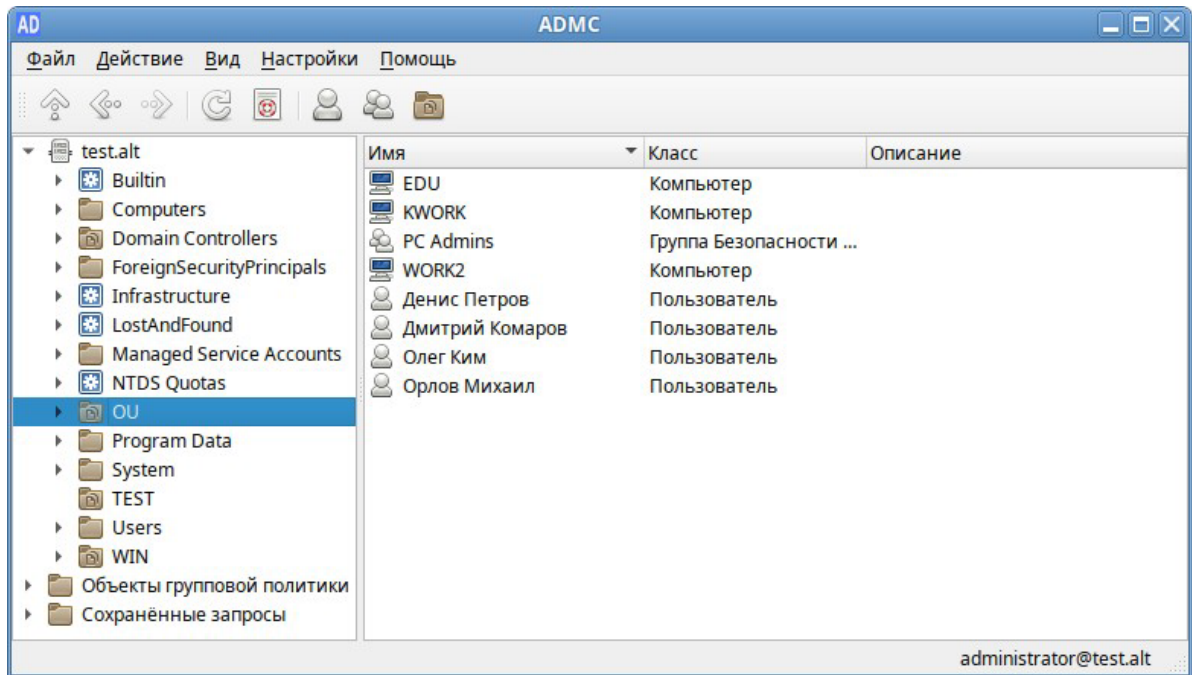 AD ADMC
Файл Действие Вид Настройки Помощь
test.alt
Builtin
Computers
Domain Controllers
ForeignSecurityPrincipals
Infrastructure
LostAndFound
Managed Service Accounts
NTDS Quotas
OU
Program Data
System
TEST
Users
WIN
Объекты групповой политики
Сохранённые запросы
Имя Класс Описание
EDU Компьютер
KWORK Компьютер
PC Admins Группа Безопасности ...
WORK2 Компьютер
Денис Петров Пользователь
Дмитрий Комаров Пользователь
Олег Ким Пользователь
Орлов Михаил Пользователь
administrator@test.alt